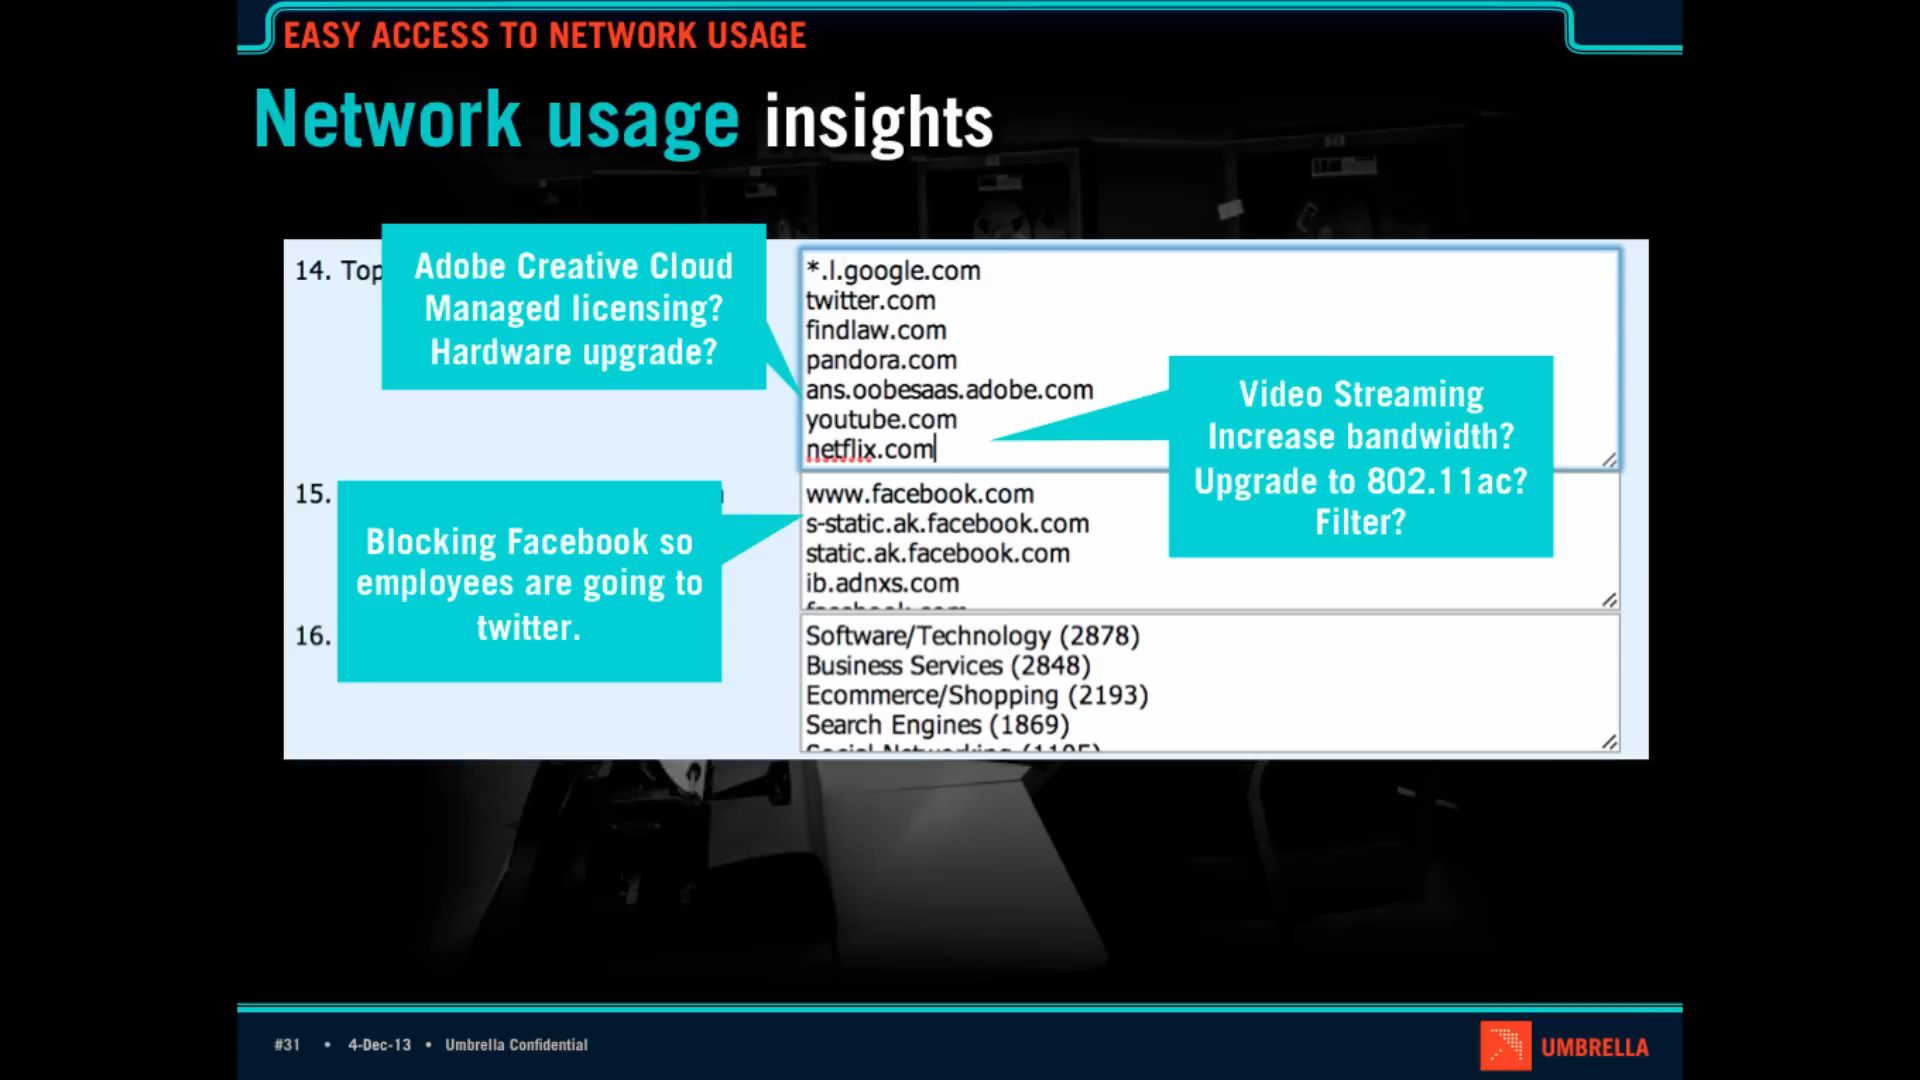 EASY ACCESS TO NETWORK USAGE
Network usage insights
14. Top
Adobe Creative Cloud
Managed licensing?
Hardware upgrade?
*.l.google.com
twitter.com
findlaw.com
pandora.com
ans.oobesaas.adobe.com
youtube.com
netflix.com
Video Streaming
Increase bandwidth?
Upgrade to 802.11ac?
Filter?
15.
Blocking Facebook so
employees are going to
twitter.
www.facebook.com
s-static.ak.facebook.com
static.ak.facebook.com
ib.adnxs.com
facebook.com
16.
Software/Technology (2878)
Business Services (2848)
Ecommerce/Shopping (2193)
Search Engines (1869)
Social Networking
#31 • 4-Dec-13 • Umbrella Confidential
UMBRELLA